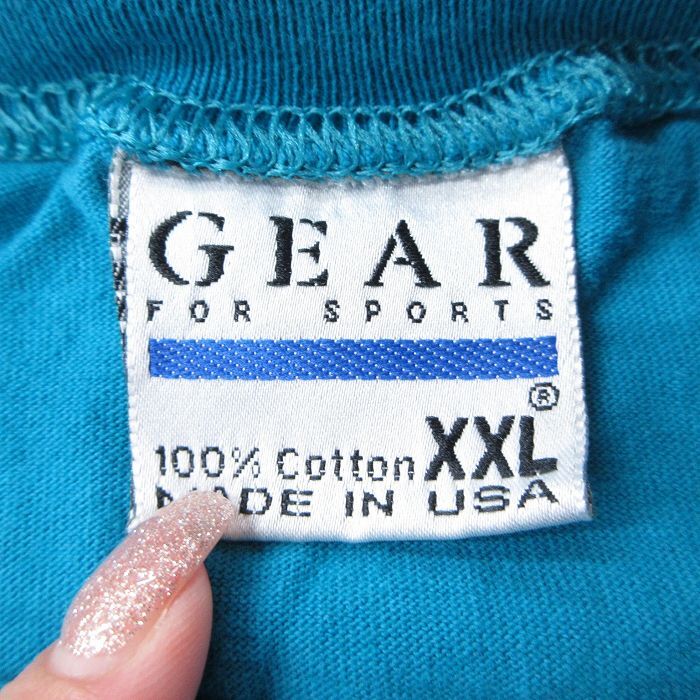 GEAR
FOR SPORTS
®
100% Cotton XXL
MADE IN USA